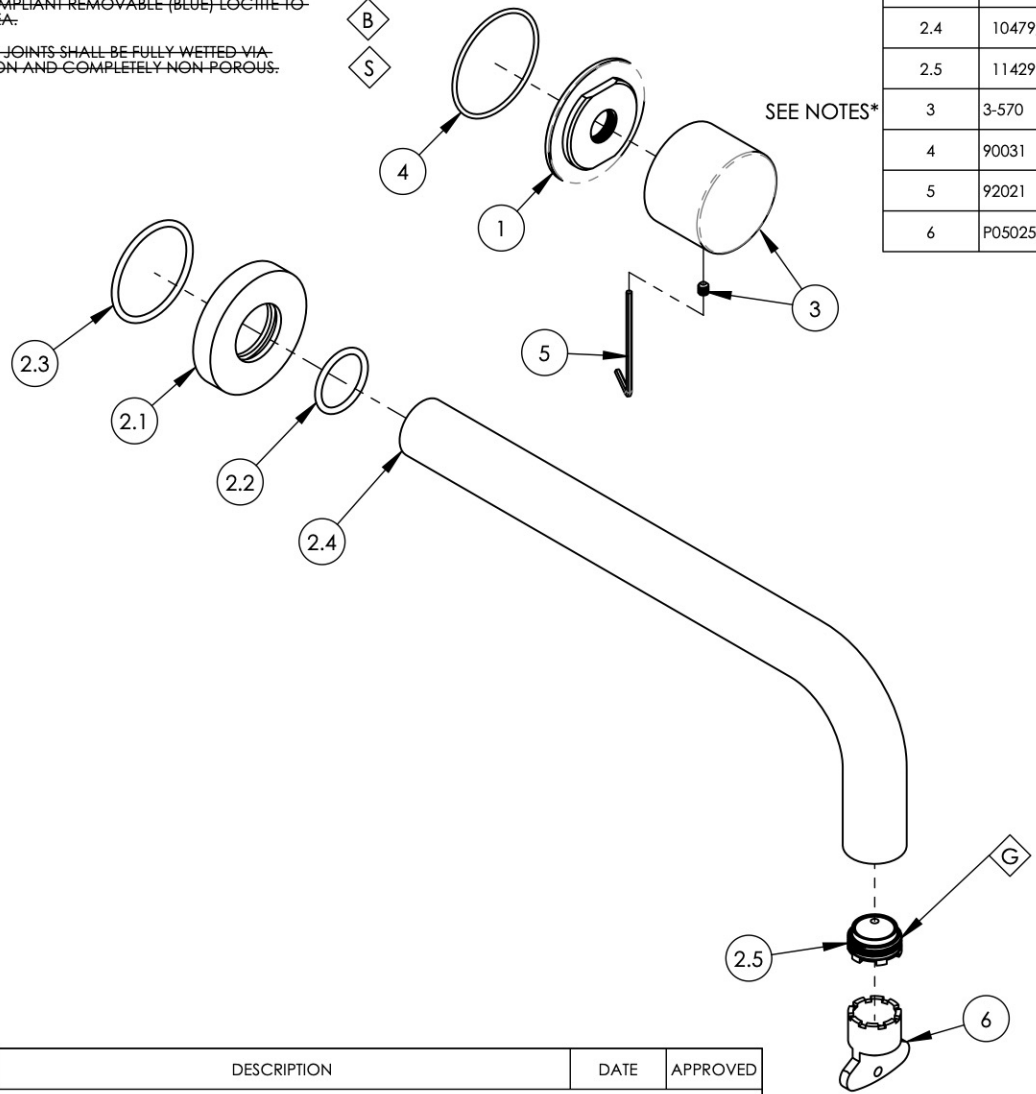 MPLIANT REMOVABLE (BLUE) LOCTITE TO
EA.
JOINTS SHALL BE FULLY WETTED VIA
ON AND COMPLETELY NON POROUS.
B
S
SEE NOTES*
2.4 10479
2.5 11429
3 3-570
4 90031
5 92021
6 P05025
4
1
3
5
2.3
2.1
2.2
2.4
G
2.5
6
DESCRIPTION DATE APPROVED